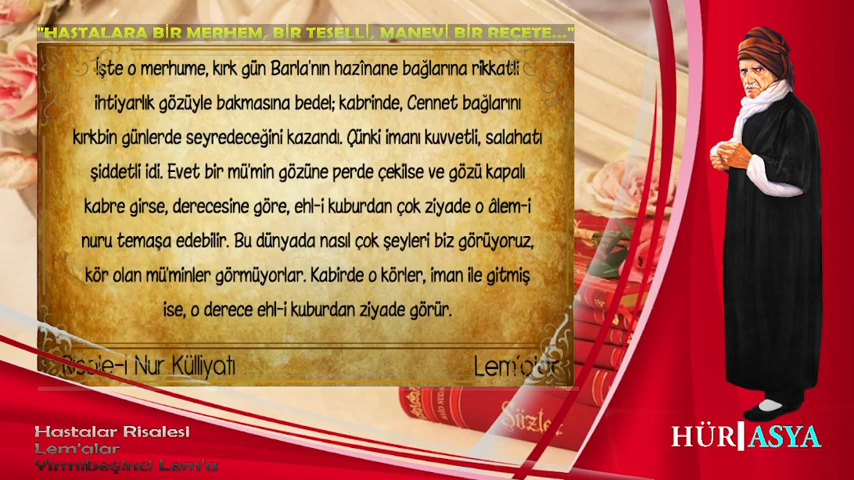 "HASTALARA BİR MERHEM, BİR TESELLİ, MANEVİ BİR REÇETE..."
İşte o merhume, kırk gün Barla'nın hazînane bağlarına rikkatli
ihtiyarlık gözüyle bakmasına bedel; kabrinde, Cennet bağlarını
kırkbin günlerde seyredeceğini kazandı. Çünki imanı kuvvetli, salahatı
şiddetli idi. Evet bir mü'min gözüne perde çekilse ve gözü kapalı
kabre girse, derecesine göre, ehl-i kuburdan çok ziyade o âlem-i
nuru temaşa edebilir. Bu dünyada nasıl çok şeyleri biz görüyoruz,
kör olan mü'minler görmüyorlar. Kabirde o körler, iman ile gitmiş
ise, o derece ehl-i kuburdan ziyade görür.
Risale-i Nur Külliyatı Lem'alar
Sözler
Hastalar Risalesi
Lem'alar
Yirmibeşinci Lem'a
HÜR ASYA